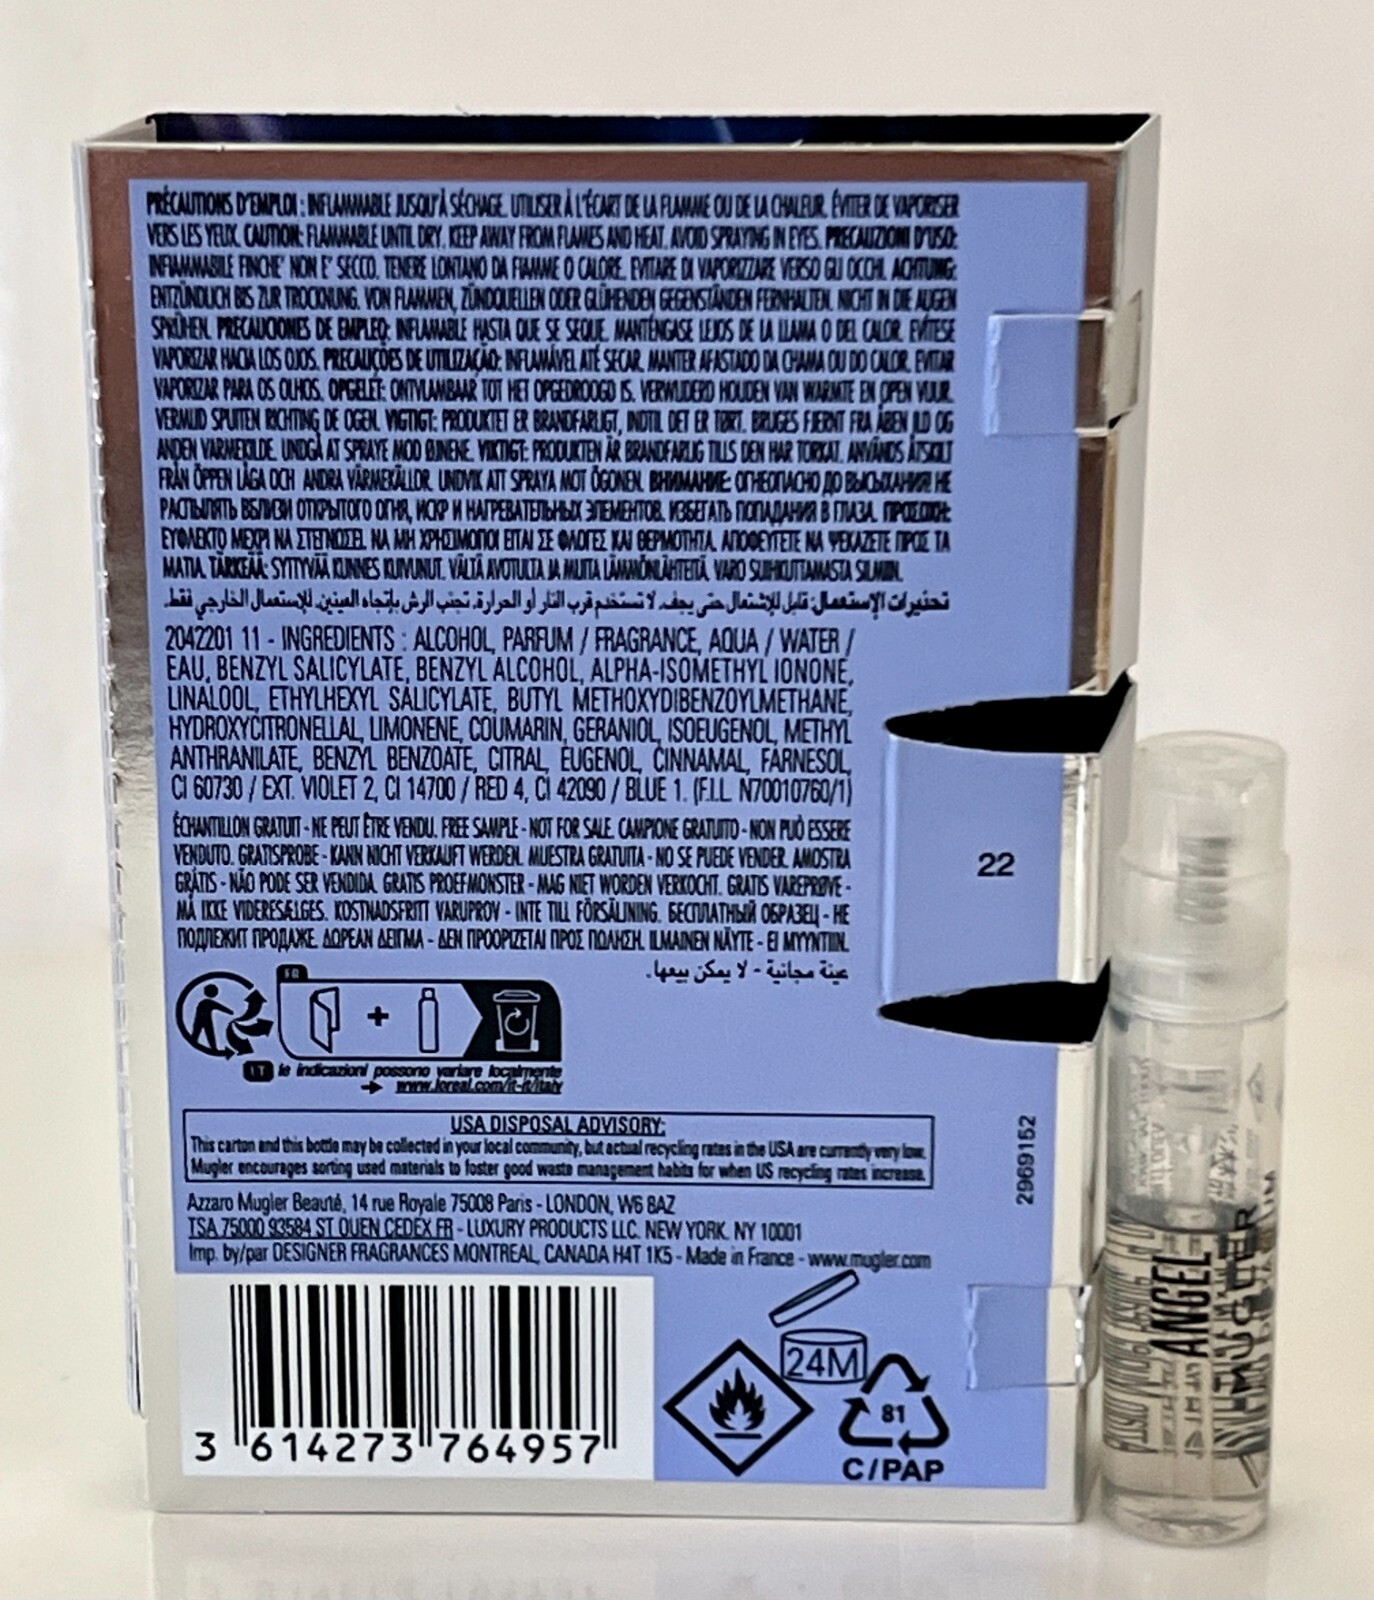 PRÉCAUTIONS D'EMPLOI : INFLAMMABLE JUSQU'À SÉCHAGE. UTILISER À L'ÉCART DE LA FLAMME OU DE LA CHALEUR. ÉVITER DE VAPORISER
VERS LES YEUX. CAUTION: FLAMMABLE UNTIL DRY. KEEP AWAY FROM FLAMES AND HEAT. AVOID SPRAYING IN EYES. PRECAUZIONI D'USO:
INFIAMMABILE FINCHE' NON E' SECCO. TENERE LONTANO DA FIAMME O CALORE. EVITARE DI VAPORIZZARE VERSO GLI OCCHI. ACHTUNG:
ENTZÜNDLICH BIS ZUR TROCKNUNG. VON FLAMMEN, ZÜNDQUELLEN ODER GLÜHENDEN GEGENSTÄNDEN FERNHALTEN. NICHT IN DIE AUGEN
SPRÜHEN. PRECAUCIONES DE EMPLEO: INFLAMABLE HASTA QUE SE SEQUE. MANTÉNGASE LEJOS DE LA LLAMA O DEL CALOR. EVÍTESE
VAPORIZAR HACIA LOS OJOS. PRECAUÇÕES DE UTILIZAÇÃO: INFLAMÁVEL ATÉ SECAR. MANTER AFASTADO DA CHAMA OU DO CALOR. EVITAR
VAPORIZAR PARA OS OLHOS. OPGELET: ONTVLAMBAAR TOT HET OPGEDROOGD IS. VERWIJDERD HOUDEN VAN WARMTE EN OPEN VUUR.
VERMIJD SPUITEN RICHTING DE OGEN. VIGTIGT: PRODUKTET ER BRANDFARLIGT, INDTIL DET ER TØRT. BRUGES FJERNT FRA ÅBEN ILD OG
ANDEN VARMEKILDE. UNDGÅ AT SPRAYE MOD ØJNENE. VIKTIGT: PRODUKTEN ÄR BRANDFARLIG TILLS DEN HAR TORKAT. ANVÄNDS ÅTSKILT
FRÅN ÖPPEN LÅGA OCH ANDRA VÄRMEKÄLLOR. UNDVIK ATT SPRAYA MOT ÖGONEN. ВНИМАНИЕ: ОГНЕОПАСНО ДО ВЫСЫХАНИЯ! НЕ
РАСПЫЛЯТЬ ВБЛИЗИ ОТКРЫТОГО ОГНЯ, ИСКР И НАГРЕВАТЕЛЬНЫХ ЭЛЕМЕНТОВ. ИЗБЕГАТЬ ПОПАДАНИЯ В ГЛАЗА. ΠΡΟΣΟΧΗ:
ΕΥΦΛΕΚΤΟ ΜΕΧΡΙ ΝΑ ΣΤΕΓΝΩΣΕΙ. ΝΑ ΜΗ ΧΡΗΣΙΜΟΠΟΙΕΙΤΑΙ ΣΕ ΦΛΟΓΕΣ ΚΑΙ ΘΕΡΜΟΤΗΤΑ. ΑΠΟΦΕΥΓΕΤΕ ΝΑ ΨΕΚΑΖΕΤΕ ΠΡΟΣ ΤΑ
ΜΑΤΙΑ. TÄRKEÄÄ: SYTTYVÄÄ KUNNES KUIVUNUT. VÄLTÄ AVOTULTA JA MUITA LÄMMÖNLÄHTEITÄ. VARO SUIHKUTTAMASTA SILMIIN.
تحذيرات الإستعمال: قابل للإشتعال حتى يجف. لا تستخدم قرب النار أو الحرارة. تجنب الرش بإتجاه العينين. للإستعمال الخارجي فقط.
2042201 11 - INGREDIENTS : ALCOHOL, PARFUM / FRAGRANCE, AQUA / WATER /
EAU, BENZYL SALICYLATE, BENZYL ALCOHOL, ALPHA-ISOMETHYL IONONE,
LINALOOL, ETHYLHEXYL SALICYLATE, BUTYL METHOXYDIBENZOYLMETHANE,
HYDROXYCITRONELLAL, LIMONENE, COUMARIN, GERANIOL, ISOEUGENOL, METHYL
ANTHRANILATE, BENZYL BENZOATE, CITRAL, EUGENOL, CINNAMAL, FARNESOL,
CI 60730 / EXT. VIOLET 2, CI 14700 / RED 4, CI 42090 / BLUE 1. (F.I.L. N70010760/1)
ÉCHANTILLON GRATUIT - NE PEUT ÊTRE VENDU. FREE SAMPLE - NOT FOR SALE. CAMPIONE GRATUITO - NON PUÒ ESSERE
VENDUTO. GRATISPROBE - KANN NICHT VERKAUFT WERDEN. MUESTRA GRATUITA - NO SE PUEDE VENDER. AMOSTRA
GRÁTIS - NÃO PODE SER VENDIDA. GRATIS PROEFMONSTER - MAG NIET WORDEN VERKOCHT. GRATIS VAREPRØVE -
MÅ IKKE VIDERESÆLGES. KOSTNADSFRITT VARUPROV - INTE TILL FÖRSÄLJNING. БЕСПЛАТНЫЙ ОБРАЗЕЦ - НЕ
ПОДЛЕЖИТ ПРОДАЖЕ. ΔΩΡΕΑΝ ΔΕΙΓΜΑ - ΔΕΝ ΠΡΟΟΡΙΖΕΤΑΙ ΠΡΟΣ ΠΩΛΗΣΗ. ILMAINEN NÄYTE - EI MYYNTIIN.
عينة مجانية - لا يمكن بيعها.
22
+
IT le indicazioni possono variare localmente
www.loreal.com/it-it/italy
USA DISPOSAL ADVISORY:
This carton and this bottle may be collected in your local community, but actual recycling rates in the USA are currently very low.
Mugler encourages sorting used materials to foster good waste management habits for when US recycling rates increase.
2969152
Azzaro Mugler Beauté, 14 rue Royale 75008 Paris - LONDON, W6 8AZ
TSA 75000 93584 ST OUEN CEDEX FR - LUXURY PRODUCTS LLC. NEW YORK. NY 10001
Imp. by/par DESIGNER FRAGRANCES MONTREAL, CANADA H4T 1K5 - Made in France - www.mugler.com
3 614273 764957
24M
81
C/PAP
ANGEL
MUGLER